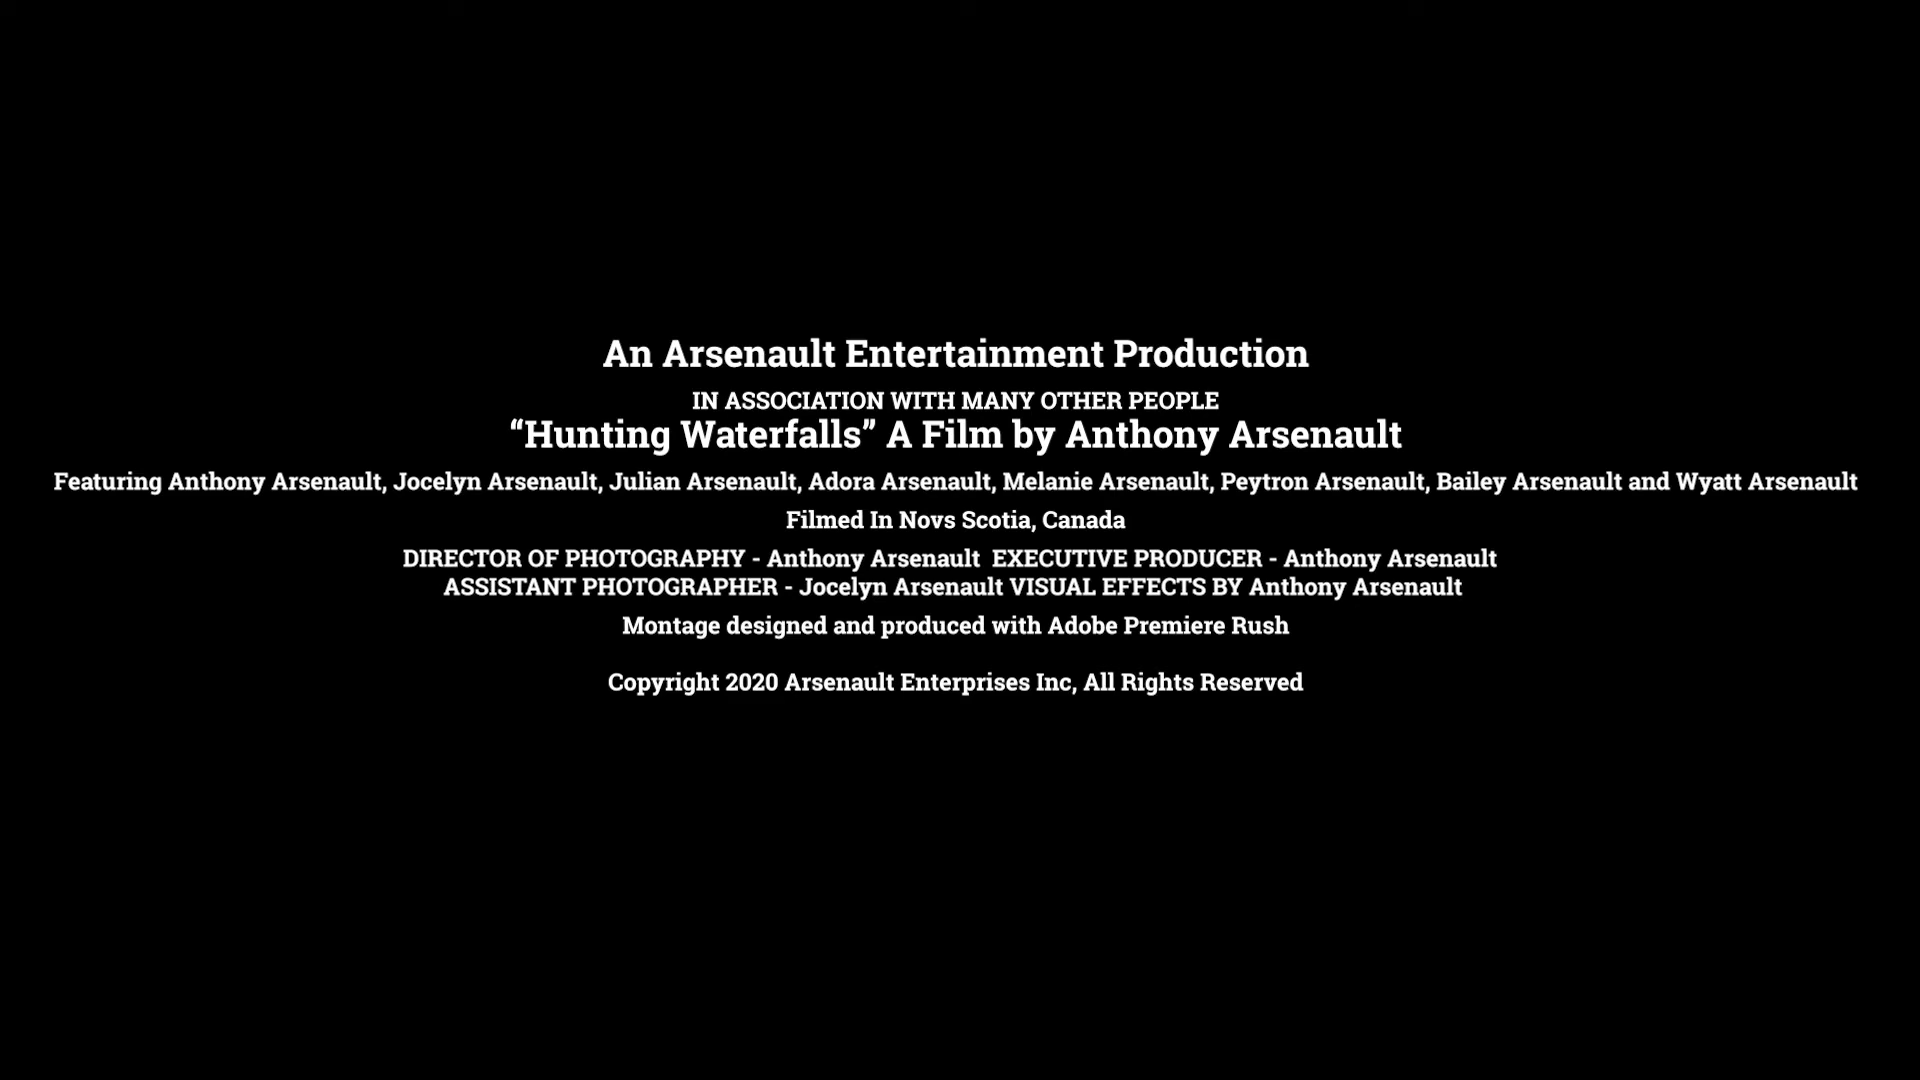 An Arsenault Entertainment Production
IN ASSOCIATION WITH MANY OTHER PEOPLE
“Hunting Waterfalls” A Film by Anthony Arsenault
Featuring Anthony Arsenault, Jocelyn Arsenault, Julian Arsenault, Adora Arsenault, Melanie Arsenault, Peytron Arsenault, Bailey Arsenault and Wyatt Arsenault
Filmed In Novs Scotia, Canada
DIRECTOR OF PHOTOGRAPHY - Anthony Arsenault  EXECUTIVE PRODUCER - Anthony Arsenault
ASSISTANT PHOTOGRAPHER - Jocelyn Arsenault VISUAL EFFECTS BY Anthony Arsenault
Montage designed and produced with Adobe Premiere Rush
Copyright 2020 Arsenault Enterprises Inc, All Rights Reserved